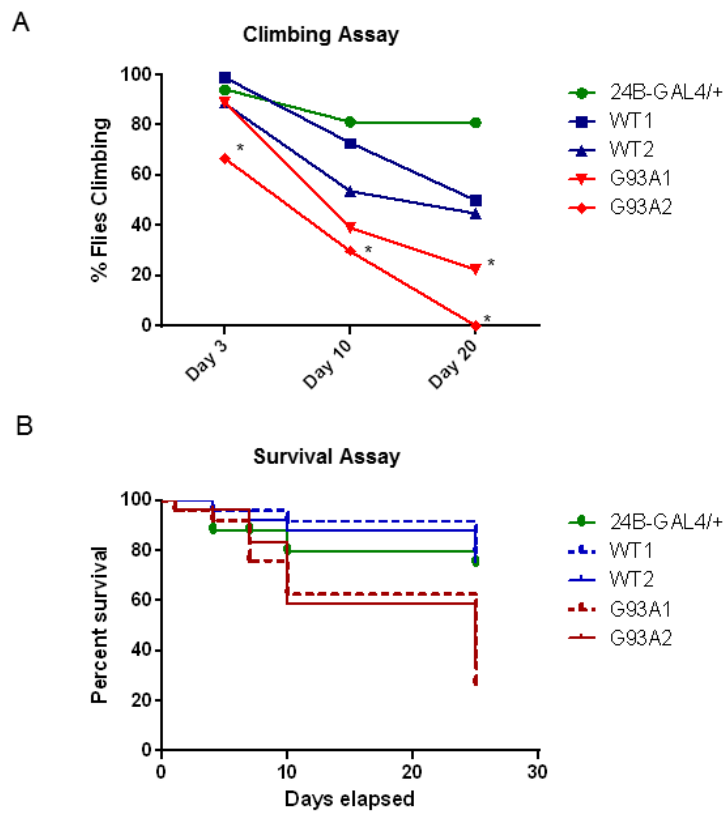 A
Climbing Assay
% Flies Climbing
100
80
60
40
20
0
*
*
*
*
Day 3
Day 10
Day 20
24B-GAL4/+
WT1
WT2
G93A1
G93A2
B
Survival Assay
Percent survival
100
80
60
40
20
0
0
10
20
30
Days elapsed
24B-GAL4/+
WT1
WT2
G93A1
G93A2